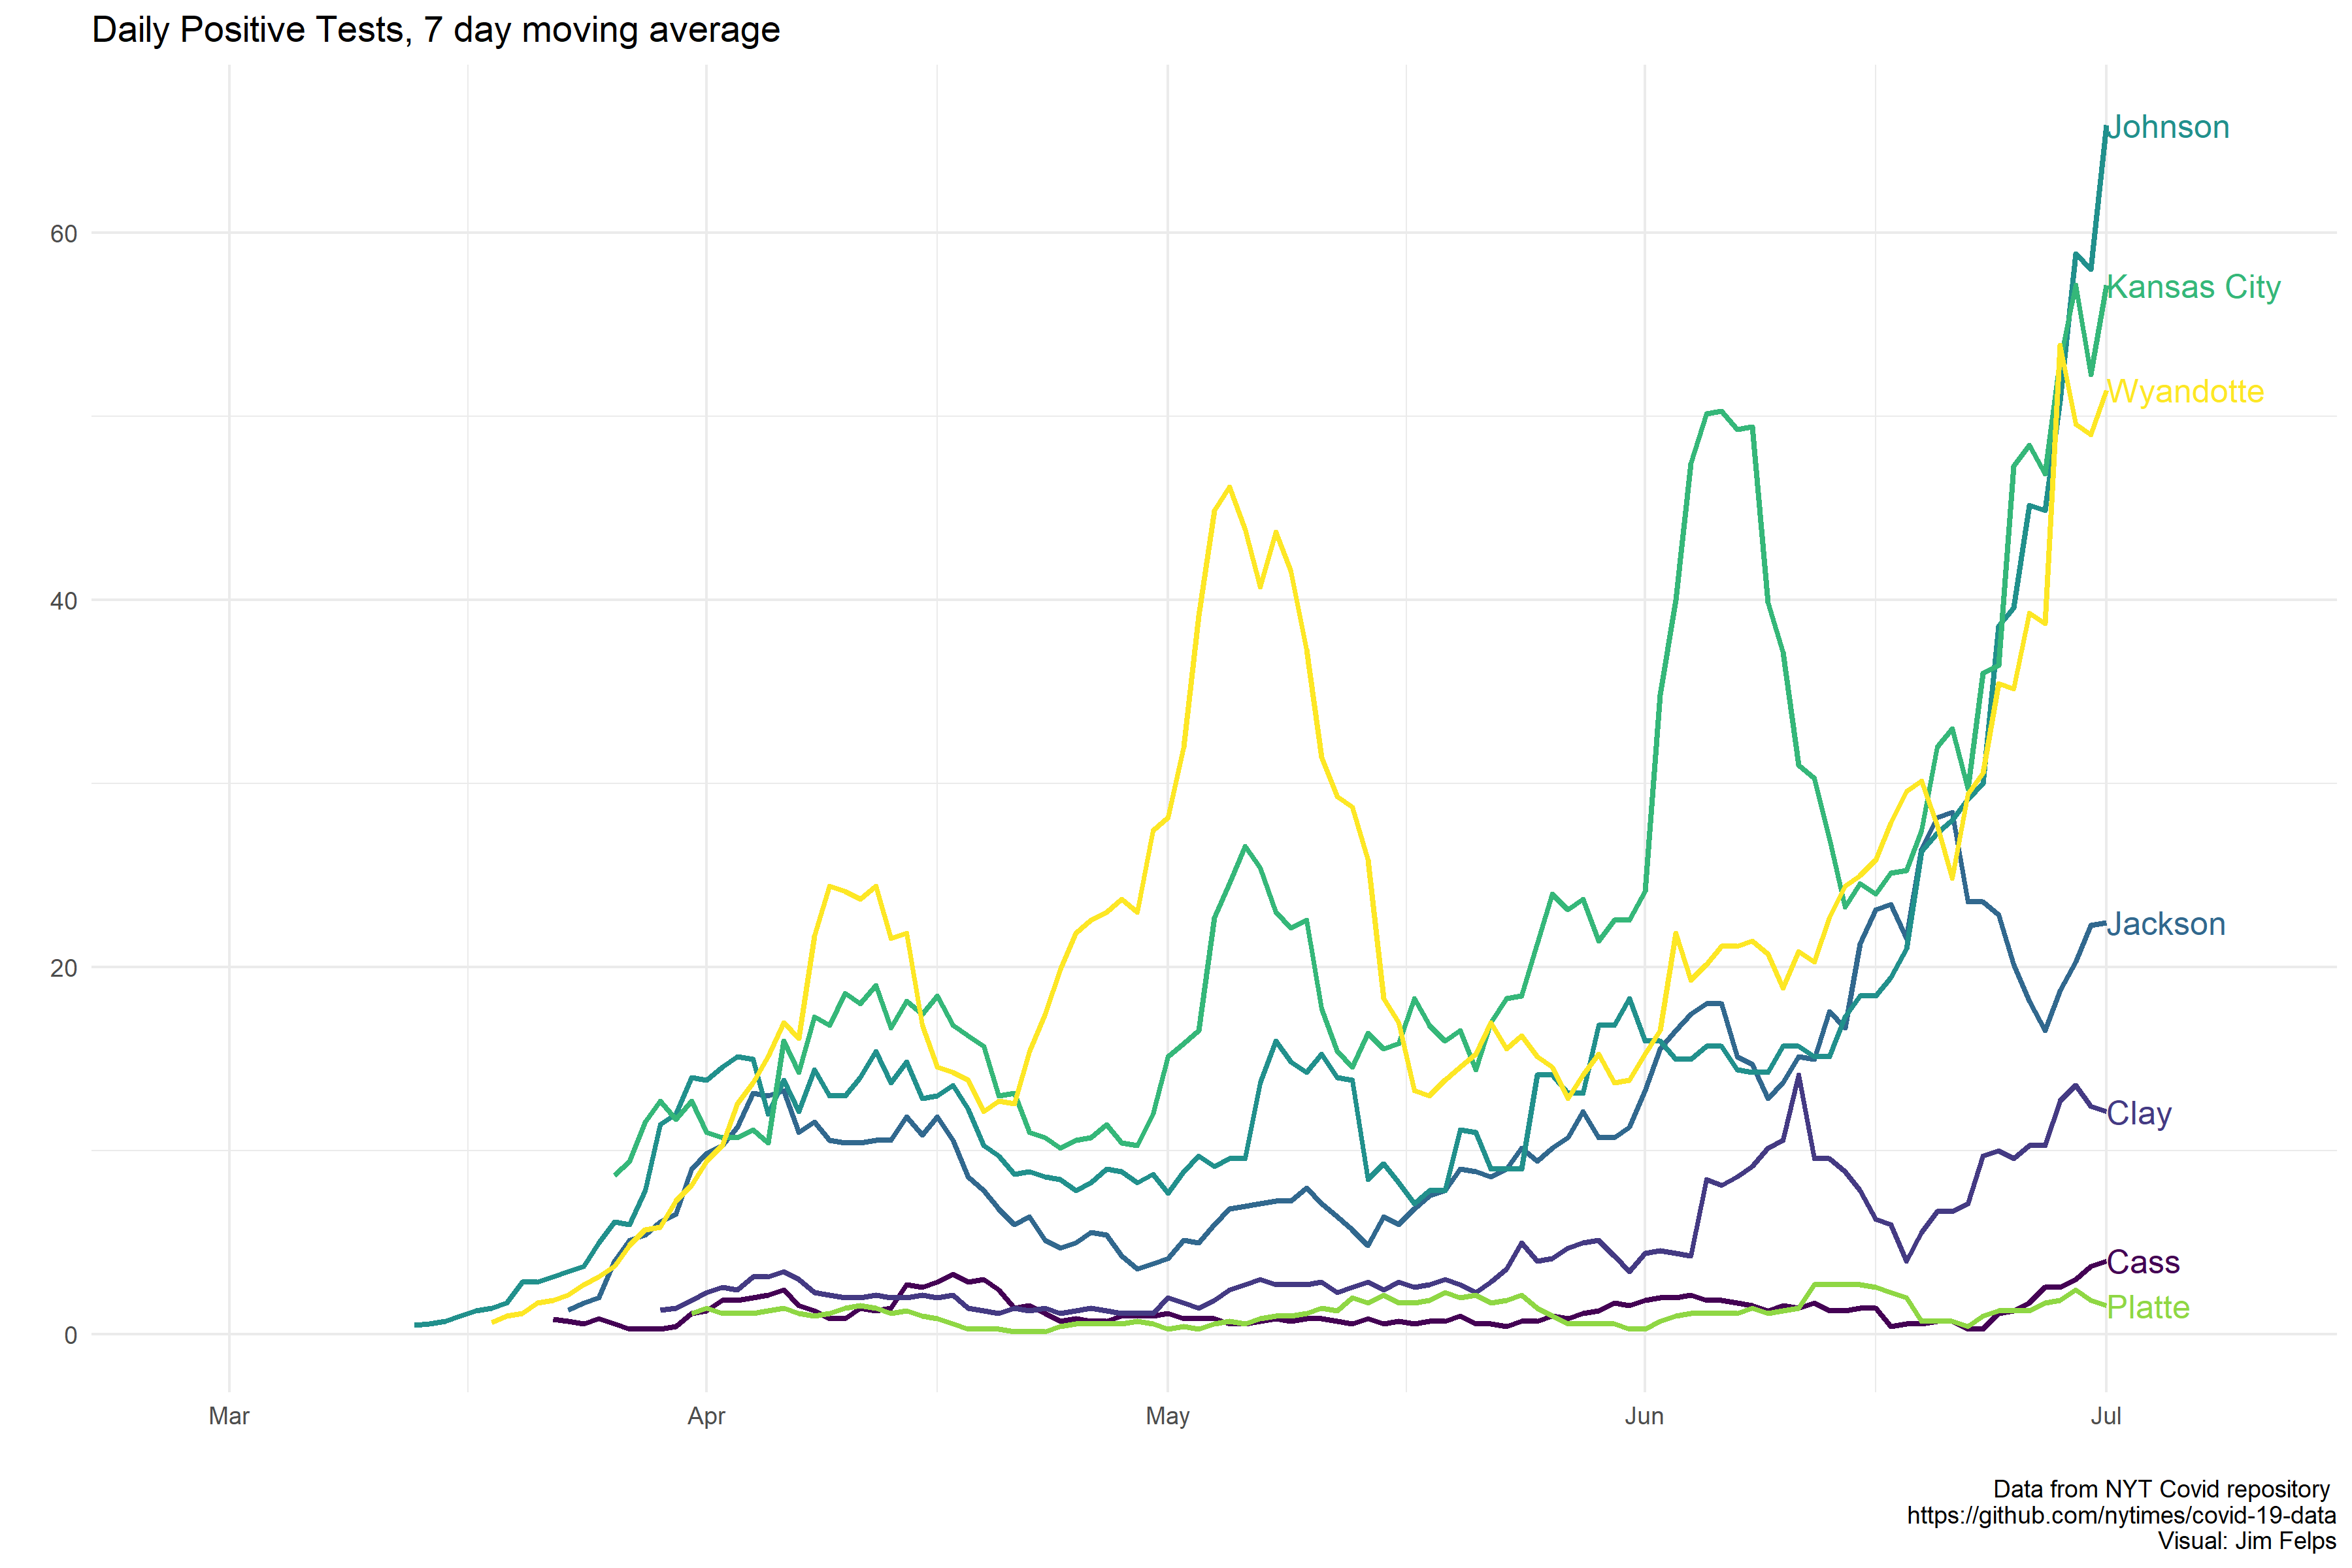 Daily Positive Tests, 7 day moving average
Johnson
60
Kansas City
Wyandotte
40
Jackson
20
Clay
Cass
Platte
0
Mar Apr May Jun Jul
Data from NYT Covid repository
https://github.com/nytimes/covid-19-data
Visual: Jim Felps